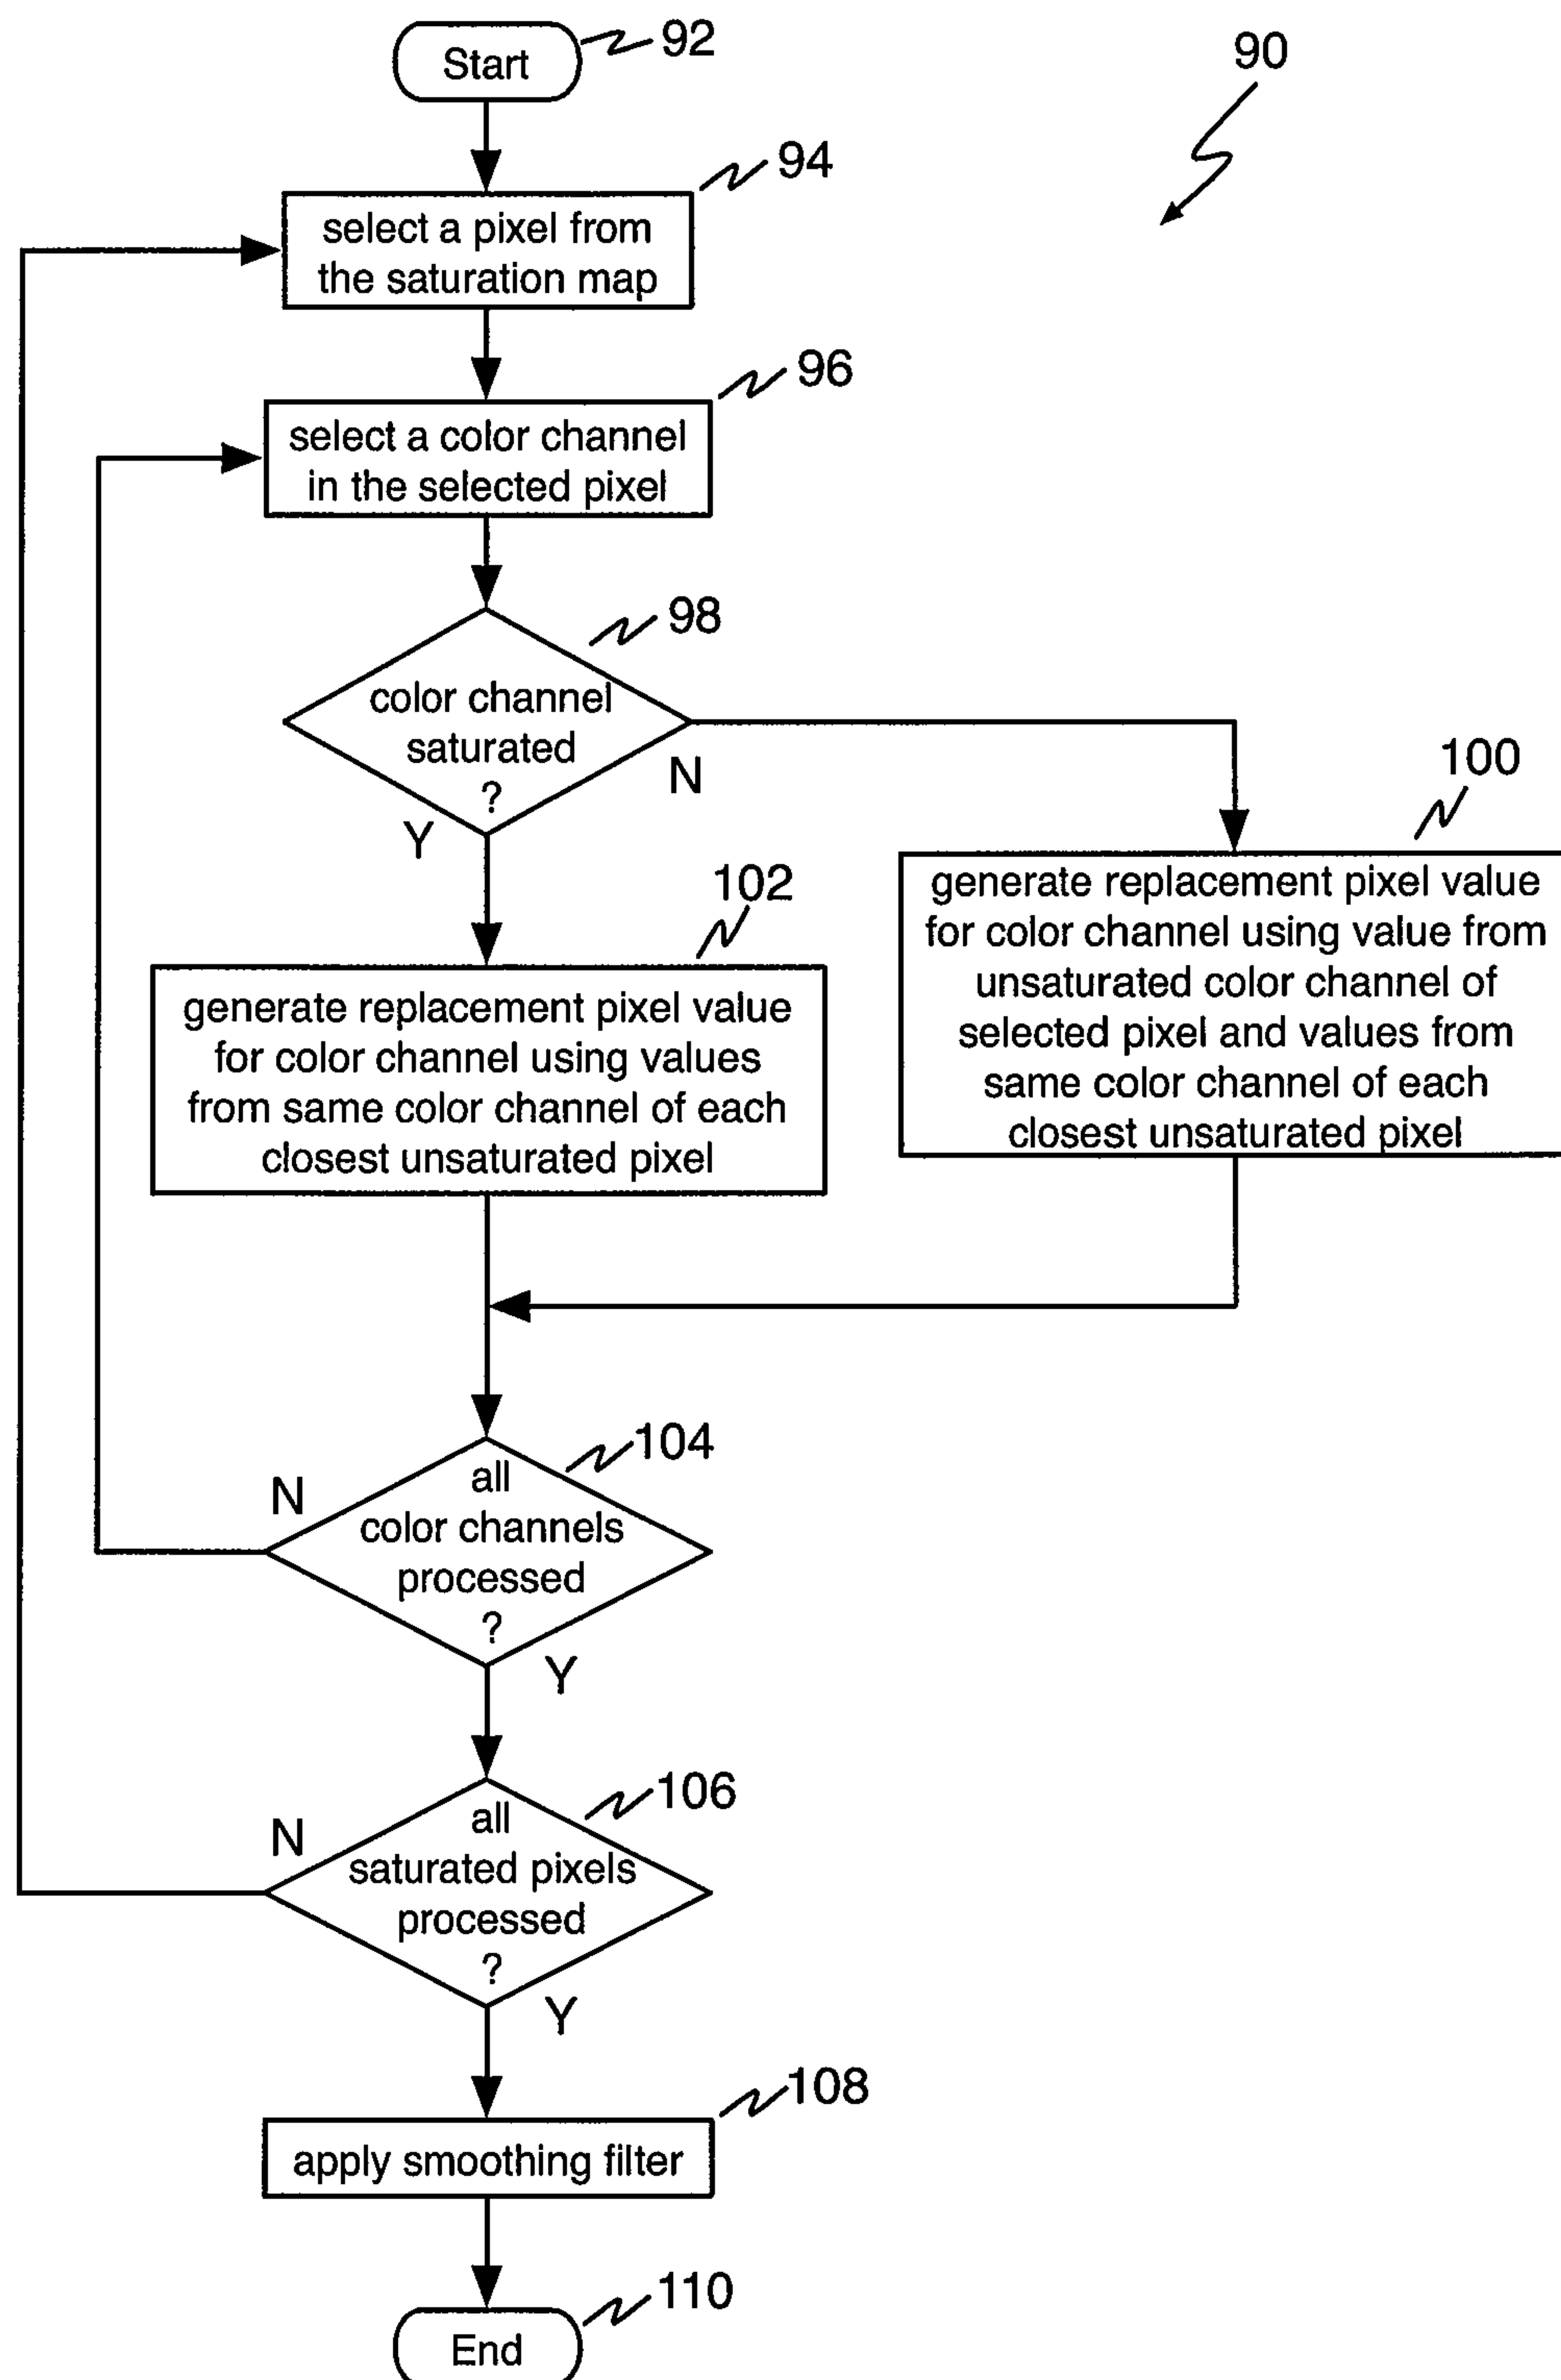 Start
92
90
94
select a pixel from
the saturation map
96
select a color channel
in the selected pixel
98
color channel
saturated
?
N
Y
100
generate replacement pixel value
for color channel using value from
unsaturated color channel of
selected pixel and values from
same color channel of each
closest unsaturated pixel
102
generate replacement pixel value
for color channel using values
from same color channel of each
closest unsaturated pixel
104
N
all
color channels
processed
?
Y
106
N
all
saturated pixels
processed
?
Y
108
apply smoothing filter
110
End